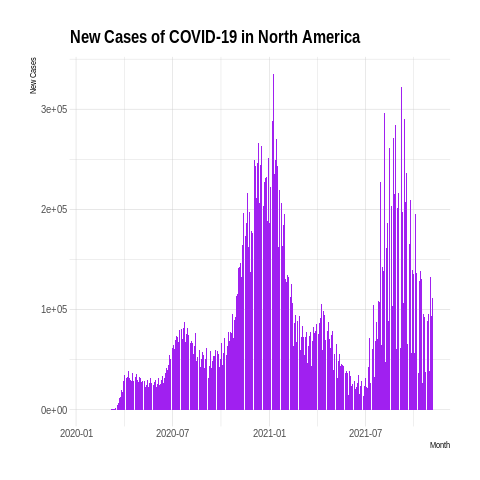 New Cases of COVID-19 in North America
New Cases
3e+05
2e+05
1e+05
0e+00
2020-01 2020-07 2021-01 2021-07
Month